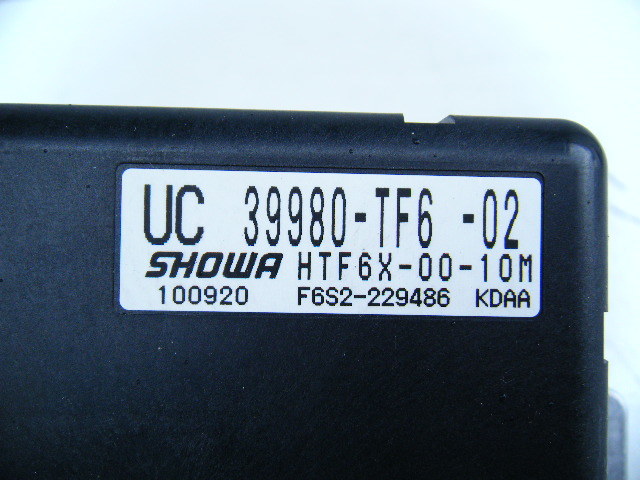 UC 39980-TF6 -02
SHOWA HTF6X-00-10M
100920 F6S2-229486 KDAA